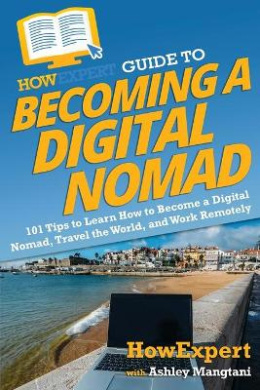 HOWEXPERT GUIDE TO
BECOMING A
DIGITAL
NOMAD
101 Tips to Learn How to Become a Digital
Nomad, Travel the World, and Work Remotely
HowExpert
with Ashley Mangtani